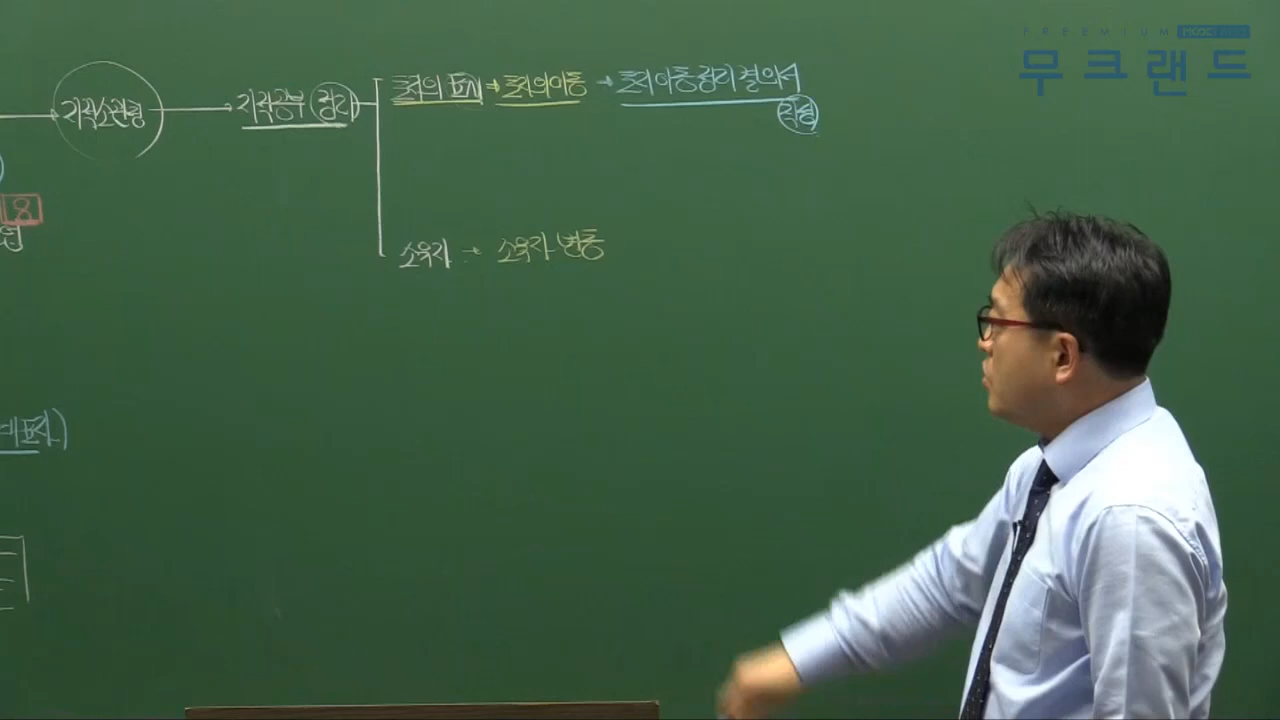 PREEMIUM
무크랜드
지적소관청 → 지적공부 정리
토지의 표시 → 토지의 이동 → 토지이동정리결의서
작성
8
소유자 → 소유자 변동